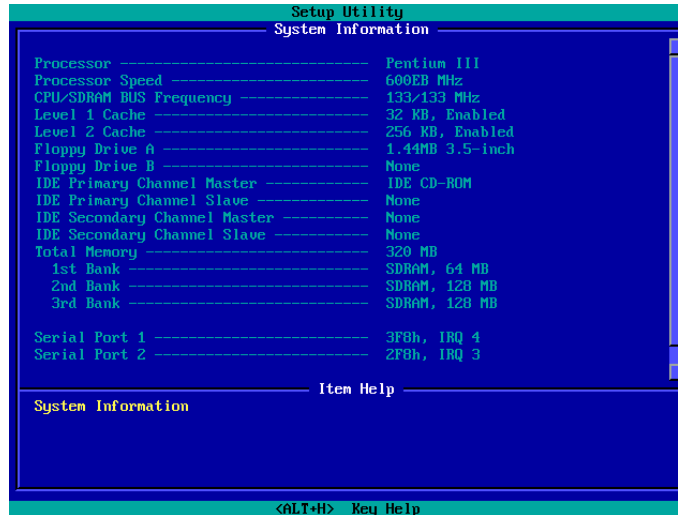 Setup Utility
System Information
Processor ----------------------------- Pentium III
Processor Speed ----------------------- 600EB MHz
CPU/SDRAM BUS Frequency --------------- 133/133 MHz
Level 1 Cache ------------------------- 32 KB, Enabled
Level 2 Cache ------------------------- 256 KB, Enabled
Floppy Drive A ------------------------ 1.44MB 3.5-inch
Floppy Drive B ------------------------ None
IDE Primary Channel Master ------------ IDE CD-ROM
IDE Primary Channel Slave ------------- None
IDE Secondary Channel Master ---------- None
IDE Secondary Channel Slave ----------- None
Total Memory -------------------------- 320 MB
1st Bank ---------------------------- SDRAM, 64 MB
2nd Bank ---------------------------- SDRAM, 128 MB
3rd Bank ---------------------------- SDRAM, 128 MB
Serial Port 1 ------------------------- 3F8h, IRQ 4
Serial Port 2 ------------------------- 2F8h, IRQ 3
Item Help
System Information
<ALT+H> Key Help